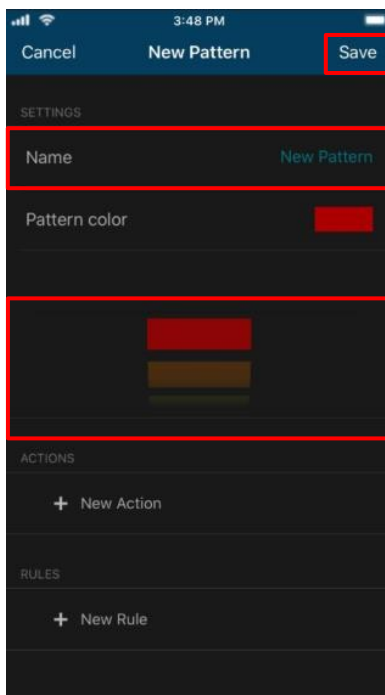 3:48 PM
Cancel New Pattern Save
SETTINGS
Name New Pattern
Pattern color
ACTIONS
+ New Action
RULES
+ New Rule